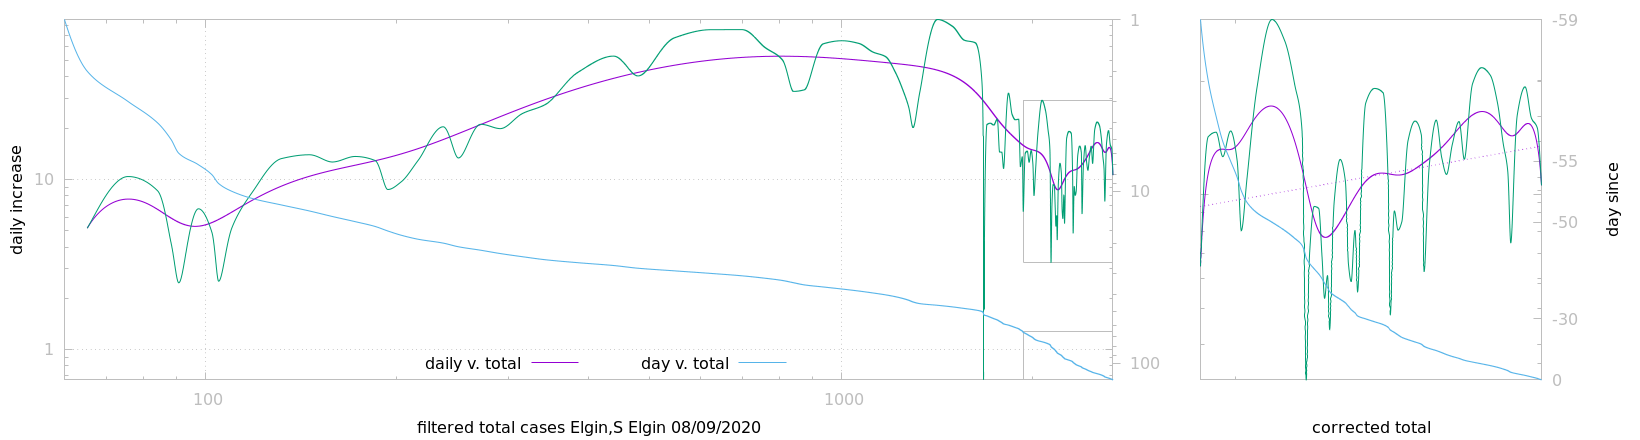 1
-59
daily increase
10
1
10
100
-55
-50
-30
0
day since
daily v. total
day v. total
100
1000
filtered total cases Elgin,S Elgin 08/09/2020
corrected total